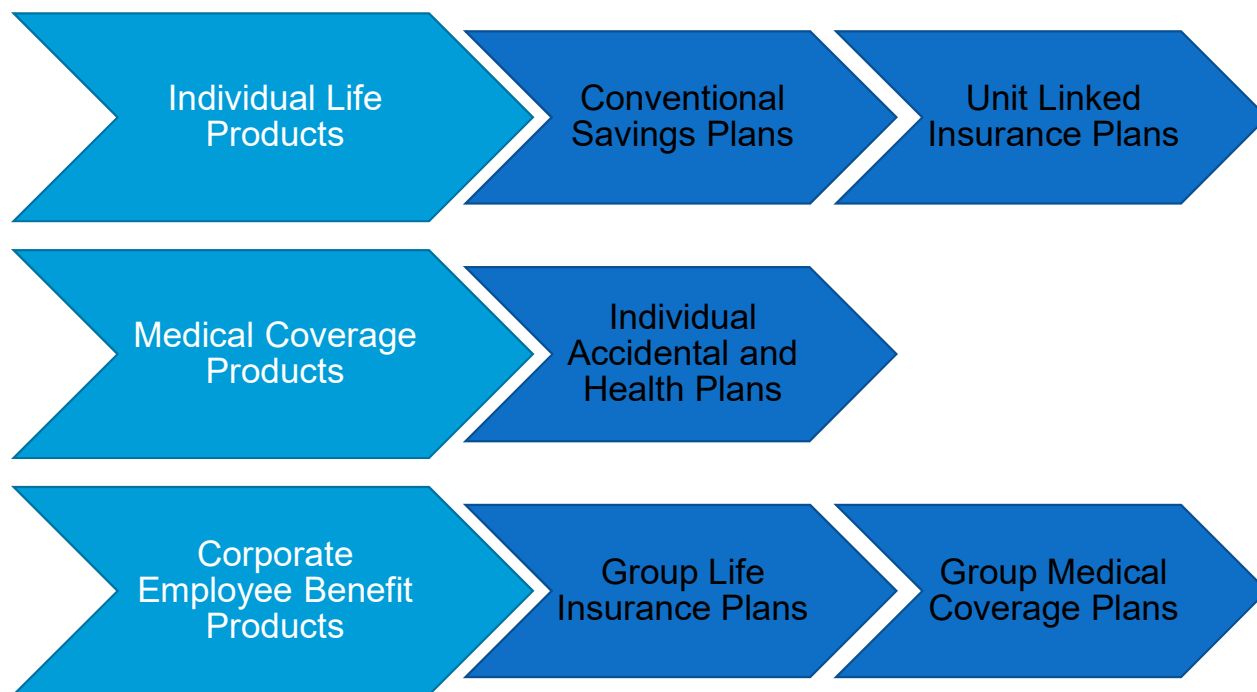 Individual Life
Products
Conventional
Savings Plans
Unit Linked
Insurance Plans
Medical Coverage
Products
Individual
Accidental and
Health Plans
Corporate
Employee Benefit
Products
Group Life
Insurance Plans
Group Medical
Coverage Plans